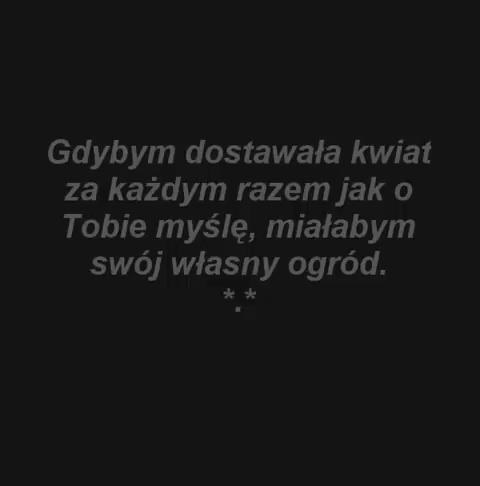 Gdybym dostawała kwiat
za każdym razem jak o
Tobie myślę, miałabym
swój własny ogród.
*.*